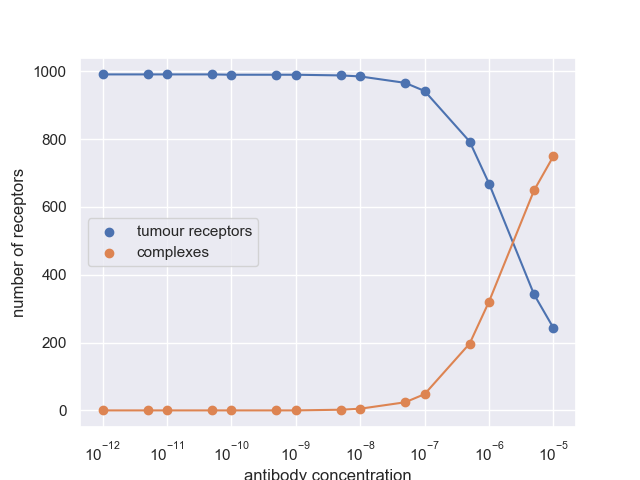 1000
800
600
400
200
0
number of receptors
tumour receptors
complexes
10⁻¹² 10⁻¹¹ 10⁻¹⁰ 10⁻⁹ 10⁻⁸ 10⁻⁷ 10⁻⁶ 10⁻⁵
antibody concentration